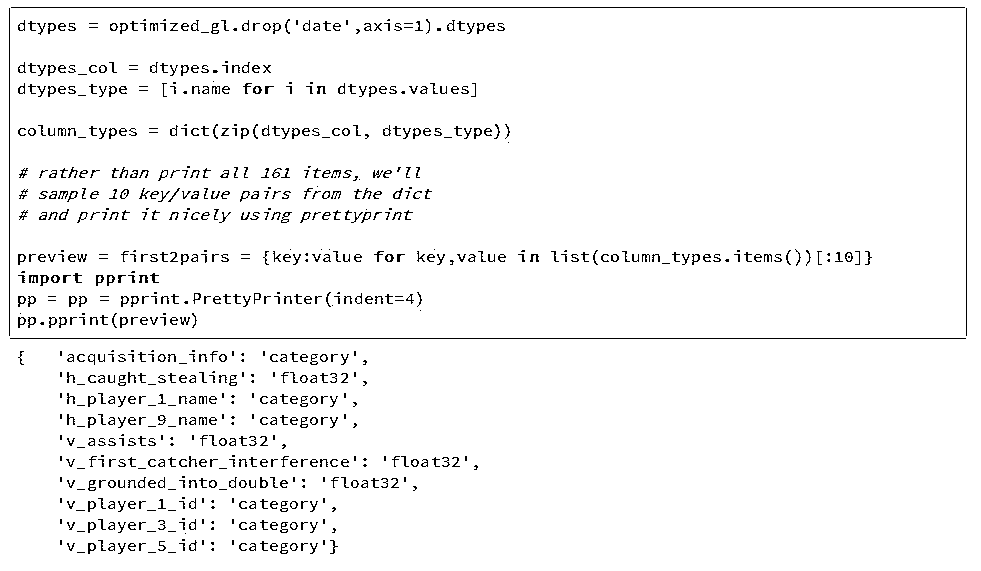 dtypes = optimized_gl.drop('date',axis=1).dtypes
dtypes_col = dtypes.index
dtypes_type = [i.name for i in dtypes.values]
column_types = dict(zip(dtypes_col, dtypes_type))
# rather than print all 161 items, we'll
# sample 10 key/value pairs from the dict
# and print it nicely using prettyprint
preview = first2pairs = {key:value for key,value in list(column_types.items())[:10]}
import pprint
pp = pp = pprint.PrettyPrinter(indent=4)
pp.pprint(preview)
{   'acquisition_info': 'category',
    'h_caught_stealing': 'float32',
    'h_player_1_name': 'category',
    'h_player_9_name': 'category',
    'v_assists': 'float32',
    'v_first_catcher_interference': 'float32',
    'v_grounded_into_double': 'float32',
    'v_player_1_id': 'category',
    'v_player_3_id': 'category',
    'v_player_5_id': 'category'}